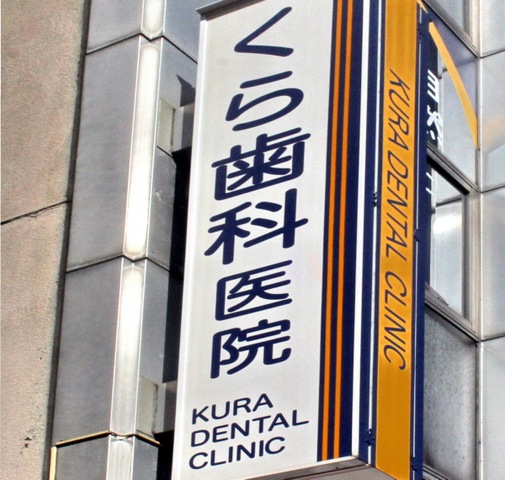 くら歯科医院
KURA
DENTAL
CLINIC
KURA DENTAL CLINIC